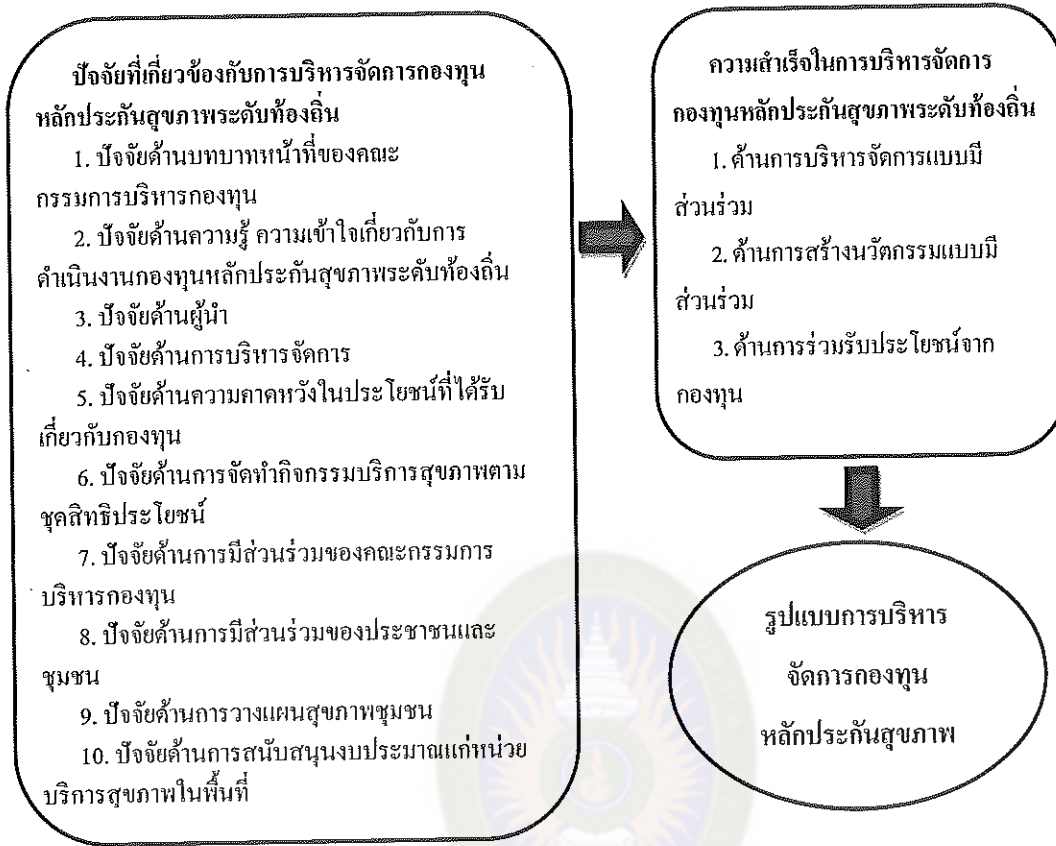 ปัจจัยที่เกี่ยวข้องกับการบริหารจัดการกองทุน
หลักประกันสุขภาพระดับท้องถิ่น
1. ปัจจัยด้านบทบาทหน้าที่ของคณะ
กรรมการบริหารกองทุน
2. ปัจจัยด้านความรู้ ความเข้าใจเกี่ยวกับการ
ดำเนินงานกองทุนหลักประกันสุขภาพระดับท้องถิ่น
3. ปัจจัยด้านผู้นำ
4. ปัจจัยด้านการบริหารจัดการ
5. ปัจจัยด้านความคาดหวังในประโยชน์ที่ได้รับ
เกี่ยวกับกองทุน
6. ปัจจัยด้านการจัดทำกิจกรรมบริการสุขภาพตาม
ชุดสิทธิประโยชน์
7. ปัจจัยด้านการมีส่วนร่วมของคณะกรรมการ
บริหารกองทุน
8. ปัจจัยด้านการมีส่วนร่วมของประชาชนและ
ชุมชน
9. ปัจจัยด้านการวางแผนสุขภาพชุมชน
10. ปัจจัยด้านการสนับสนุนงบประมาณแก่หน่วย
บริการสุขภาพในพื้นที่
ความสำเร็จในการบริหารจัดการ
กองทุนหลักประกันสุขภาพระดับท้องถิ่น
1. ด้านการบริหารจัดการแบบมี
ส่วนร่วม
2. ด้านการสร้างนวัตกรรมแบบมี
ส่วนร่วม
3. ด้านการร่วมรับประโยชน์จาก
กองทุน
รูปแบบการบริหาร
จัดการกองทุน
หลักประกันสุขภาพ